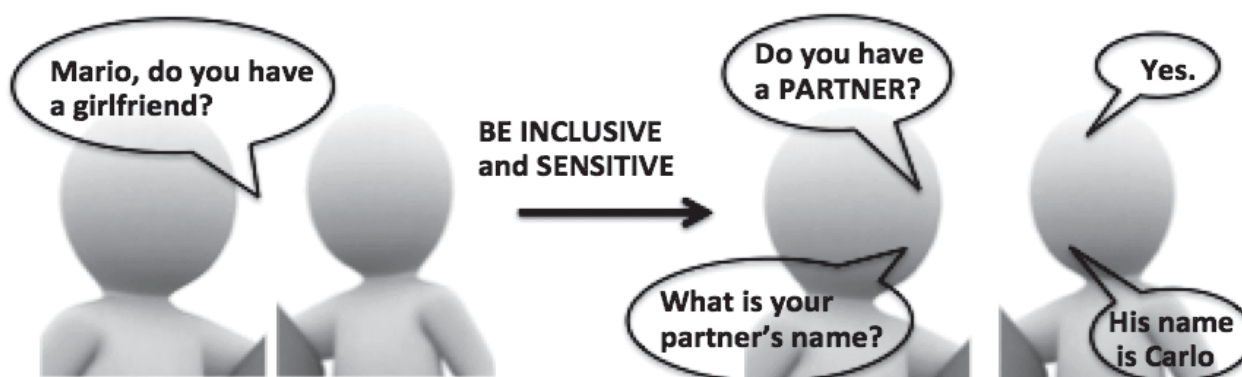 Mario, do you have
a girlfriend?
BE INCLUSIVE
and SENSITIVE
Do you have
a PARTNER?
Yes.
What is your
partner's name?
His name
is Carlo